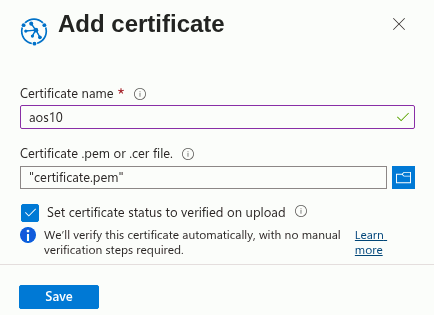 Add certificate
Certificate name *
aos10
Certificate .pem or .cer file.
"certificate.pem"
Set certificate status to verified on upload
We'll verify this certificate automatically, with no manual verification steps required.
Learn more
Save